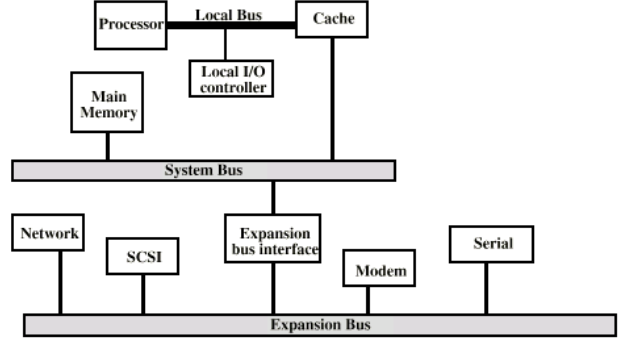 Processor
Local Bus
Cache
Local I/O
controller
Main
Memory
System Bus
Network
SCSI
Expansion
bus interface
Modem
Serial
Expansion Bus